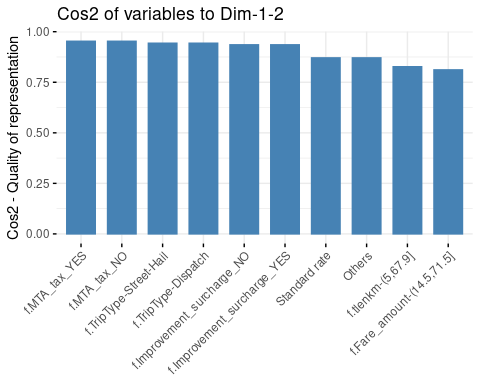 Cos2 of variables to Dim-1-2
Cos2 - Quality of representation
1.00
0.75
0.50
0.25
0.00
f.MTA_tax_YES
f.MTA_tax_NO
f.TripType-Street-Hail
f.TripType-Dispatch
f.Improvement_surcharge_NO
f.Improvement_surcharge_YES
Standard rate
Others
f.tlenkm-(5.67,9]
f.Fare_amount-(14.5,71.5]